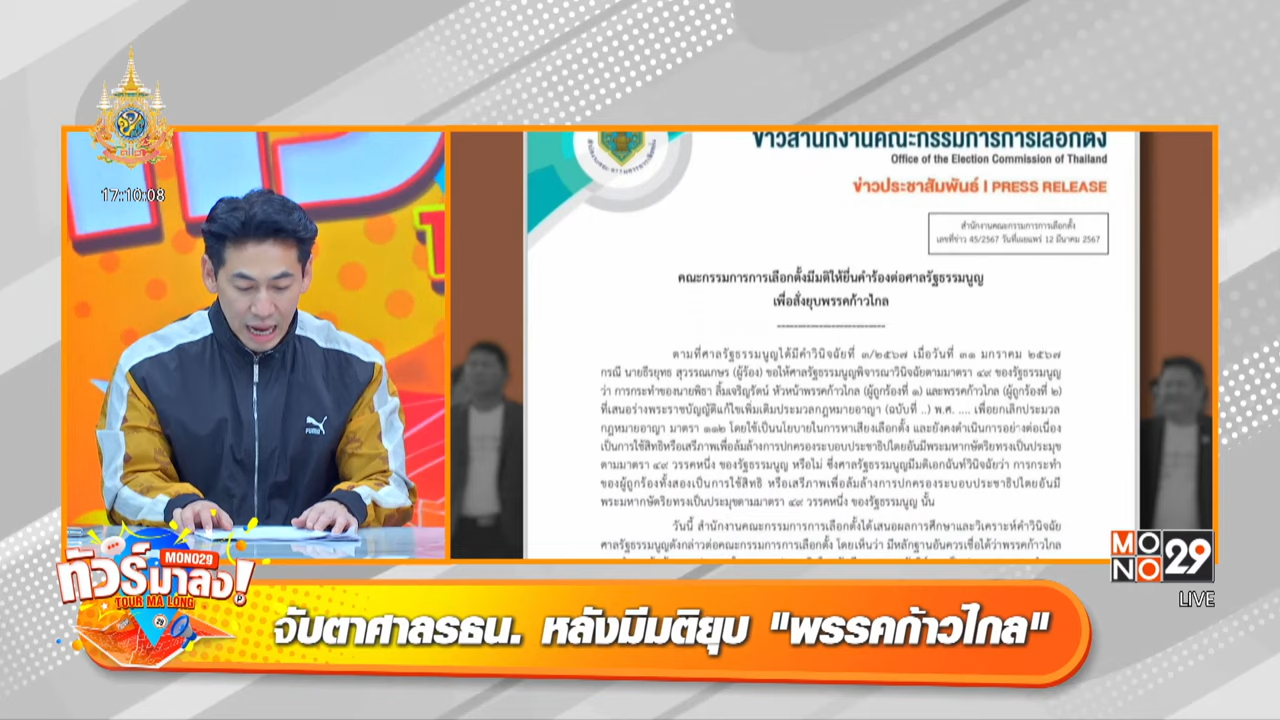 17:10:08
ข่าวสำนักงานคณะกรรมการการเลือกตั้ง
Office of the Election Commission of Thailand
ข่าวประชาสัมพันธ์ | PRESS RELEASE
สำนักงานคณะกรรมการการเลือกตั้ง
เลขที่ข่าว 45/2567 วันที่เผยแพร่ 12 มีนาคม 2567
คณะกรรมการการเลือกตั้งมีมติให้ยื่นคำร้องต่อศาลรัฐธรรมนูญ
เพื่อสั่งยุบพรรคก้าวไกล
---------------------------
ตามที่ศาลรัฐธรรมนูญได้มีคำวินิจฉัยที่ ๓/๒๕๖๗ เมื่อวันที่ ๓๑ มกราคม ๒๕๖๗
กรณี นายธีรยุทธ สุวรรณเกษร (ผู้ร้อง) ขอให้ศาลรัฐธรรมนูญพิจารณาวินิจฉัยตามมาตรา ๔๙ ของรัฐธรรมนูญ
ว่า การกระทำของนายพิธา ลิ้มเจริญรัตน์ หัวหน้าพรรคก้าวไกล (ผู้ถูกร้องที่ ๑) และพรรคก้าวไกล (ผู้ถูกร้องที่ ๒)
ที่เสนอร่างพระราชบัญญัติแก้ไขเพิ่มเติมประมวลกฎหมายอาญา (ฉบับที่ ..) พ.ศ. .... เพื่อยกเลิกประมวล
กฎหมายอาญา มาตรา ๑๑๒ โดยใช้เป็นนโยบายในการหาเสียงเลือกตั้ง และยังคงดำเนินการอย่างต่อเนื่อง
เป็นการใช้สิทธิหรือเสรีภาพเพื่อล้มล้างการปกครองระบอบประชาธิปไตยอันมีพระมหากษัตริย์ทรงเป็นประมุข
ตามมาตรา ๔๙ วรรคหนึ่ง ของรัฐธรรมนูญ หรือไม่ ซึ่งศาลรัฐธรรมนูญมีมติเอกฉันท์วินิจฉัยว่า การกระทำ
ของผู้ถูกร้องทั้งสองเป็นการใช้สิทธิ หรือเสรีภาพเพื่อล้มล้างการปกครองระบอบประชาธิปไตยอันมี
พระมหากษัตริย์ทรงเป็นประมุขตามมาตรา ๔๙ วรรคหนึ่ง ของรัฐธรรมนูญ นั้น
วันนี้ สำนักงานคณะกรรมการการเลือกตั้งได้เสนอผลการศึกษาและวิเคราะห์คำวินิจฉัย
ศาลรัฐธรรมนูญดังกล่าวต่อคณะกรรมการการเลือกตั้ง โดยเห็นว่า มีหลักฐานอันควรเชื่อได้ว่าพรรคก้าวไกล
PUMA
MONO 29
LIVE
MONO29
ทัวร์มาลง!
TOUR MA LONG
29
จับตาศาลรธน. หลังมีมติยุบ "พรรคก้าวไกล"